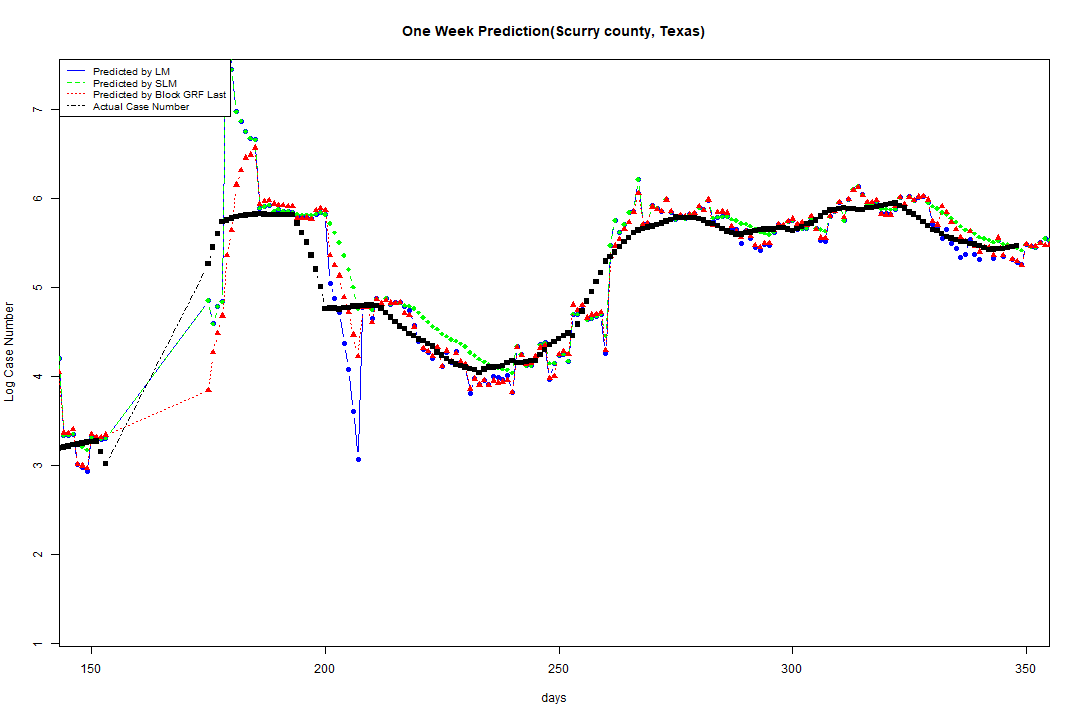 One Week Prediction(Scurry county, Texas)
Predicted by LM
Predicted by SLM
Predicted by Block GRF Last
Actual Case Number
Log Case Number
7
6
5
4
3
2
1
150 200 250 300 350
days